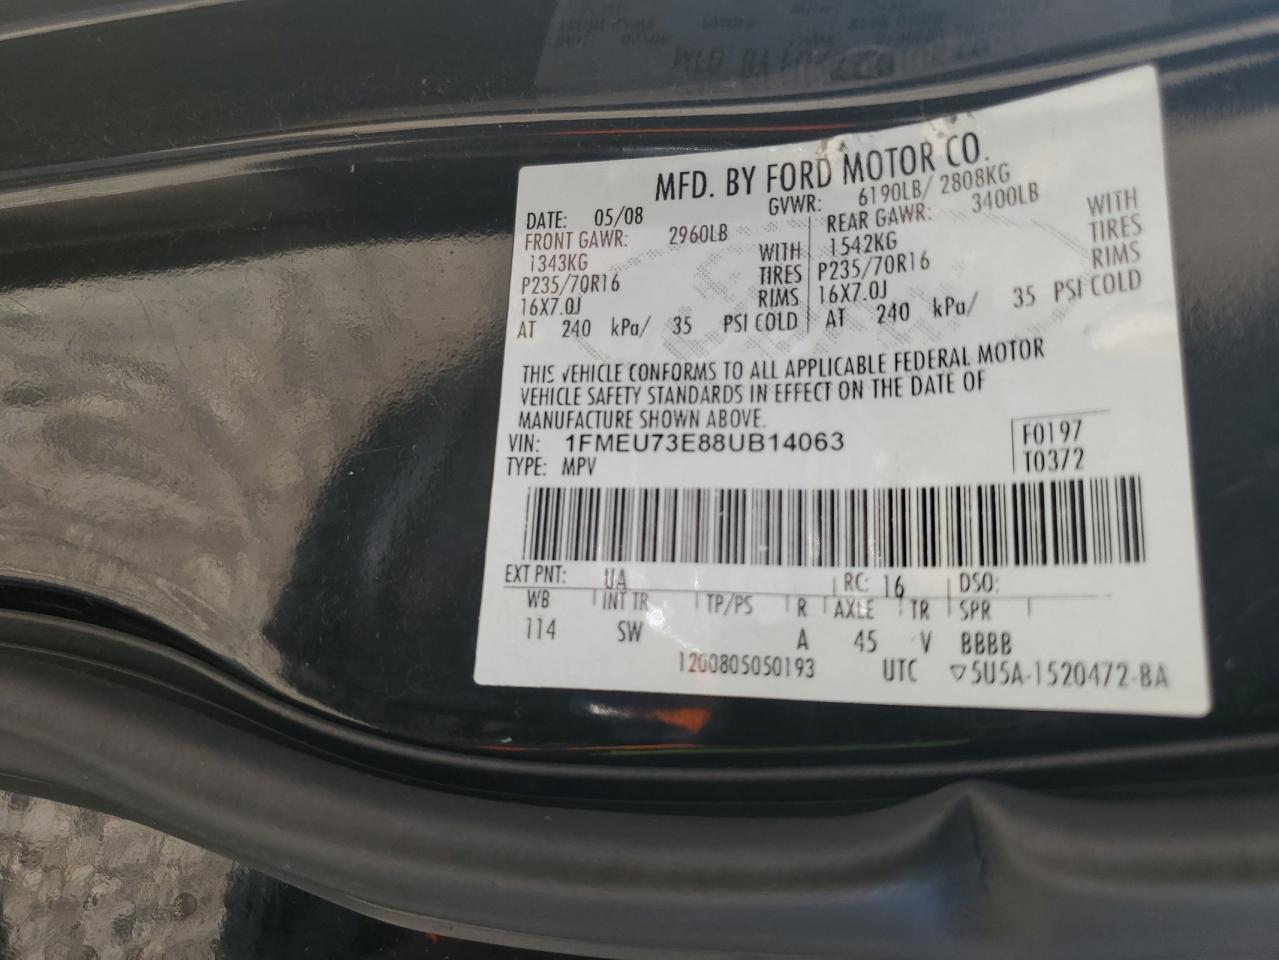 MFD. BY FORD MOTOR CO.
DATE: 05/08 GVWR: 6190LB/ 2808KG
FRONT GAWR: 2960LB REAR GAWR: 3400LB
1343KG WITH 1542KG WITH
P235/70R16 TIRES P235/70R16 TIRES
16X7.0J RIMS 16X7.0J RIMS
AT 240 kPa/ 35 PSI COLD AT 240 kPa/ 35 PSI COLD
THIS VEHICLE CONFORMS TO ALL APPLICABLE FEDERAL MOTOR
VEHICLE SAFETY STANDARDS IN EFFECT ON THE DATE OF
MANUFACTURE SHOWN ABOVE.
VIN: 1FMEU73E88UB14063 F0197
TYPE: MPV T0372
EXT PNT: UA RC: 16 DSO:
WB INT TR TP/PS R AXLE TR SPR
114 SW A 45 V BBBB
1200805050193 UTC ▽5U5A-1520472-BA